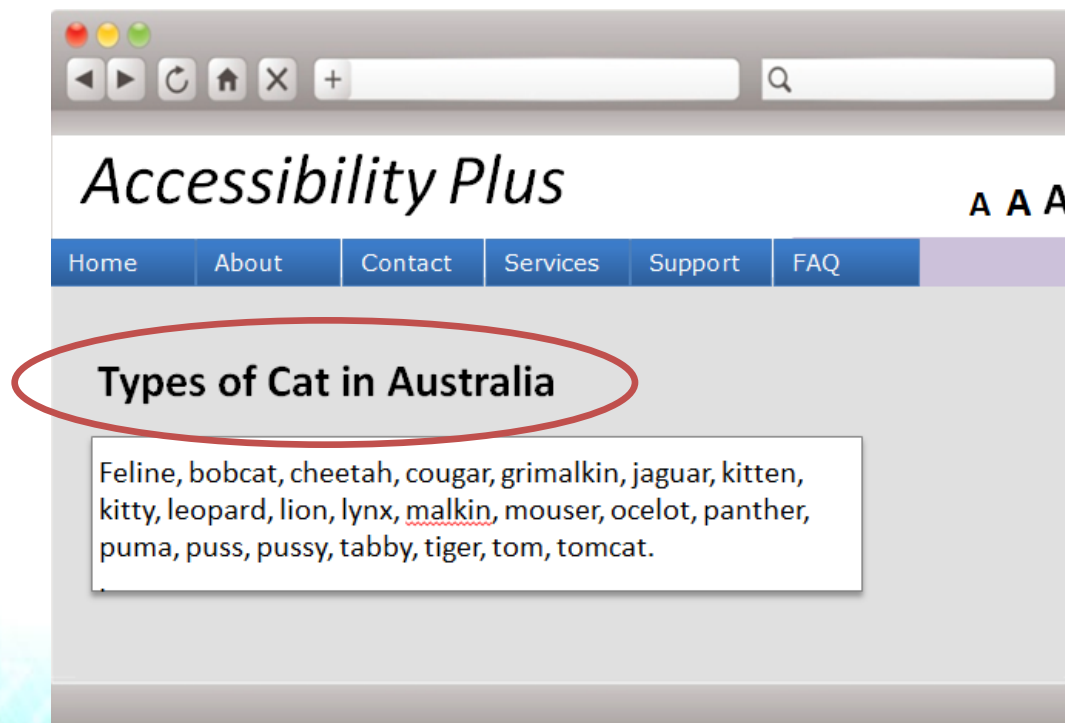 Accessibility Plus
A A A
Home About Contact Services Support FAQ
Types of Cat in Australia
Feline, bobcat, cheetah, cougar, grimalkin, jaguar, kitten,
kitty, leopard, lion, lynx, malkin, mouser, ocelot, panther,
puma, puss, pussy, tabby, tiger, tom, tomcat.
.